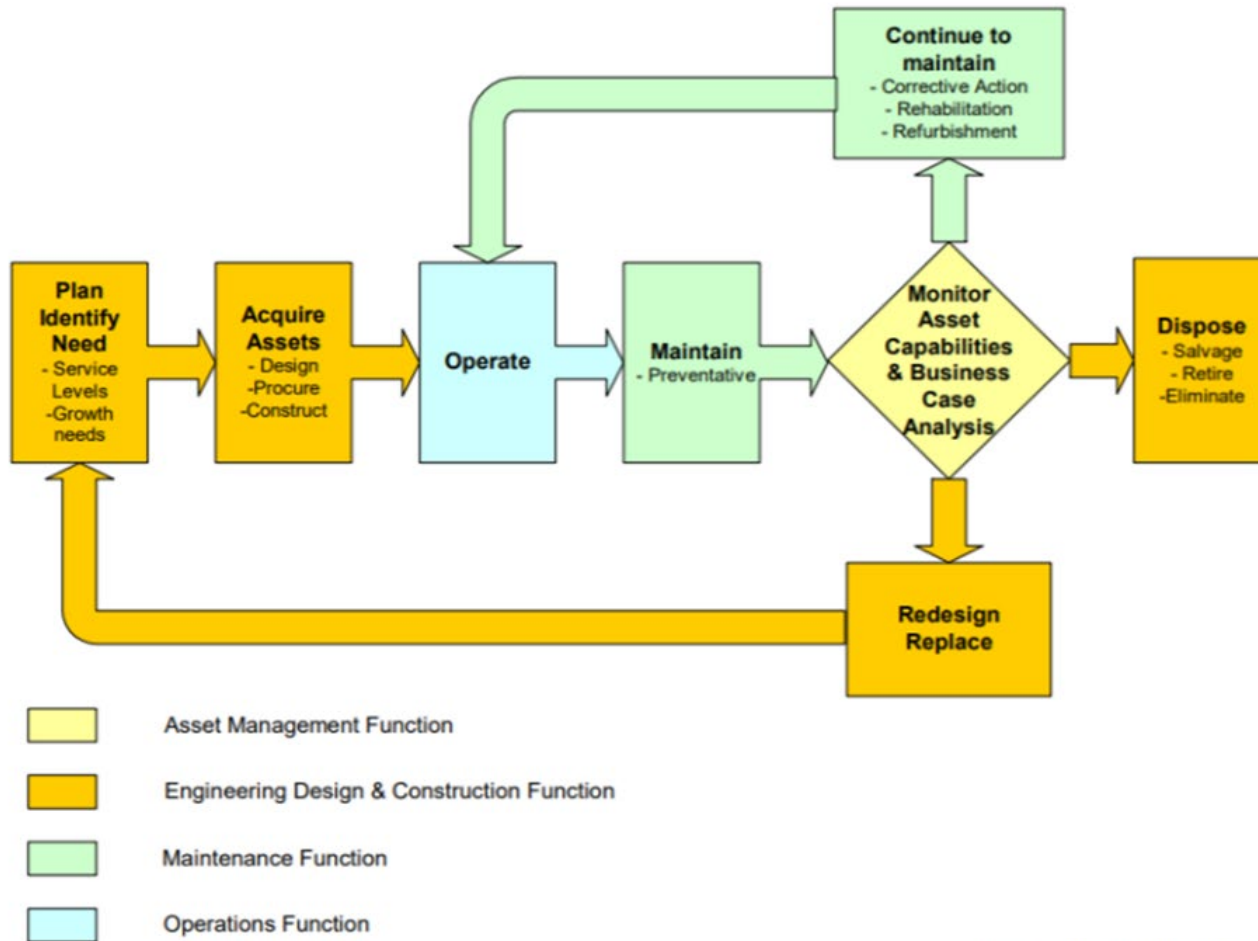 Continue to
maintain
- Corrective Action
- Rehabilitation
- Refurbishment
Plan
Identify
Need
- Service
Levels
-Growth
needs
Acquire
Assets
- Design
-Procure
-Construct
Operate
Maintain
- Preventative
Monitor
Asset
Capabilities
& Business
Case
Analysis
Dispose
- Salvage
- Retire
-Eliminate
Redesign
Replace
Asset Management Function
Engineering Design & Construction Function
Maintenance Function
Operations Function